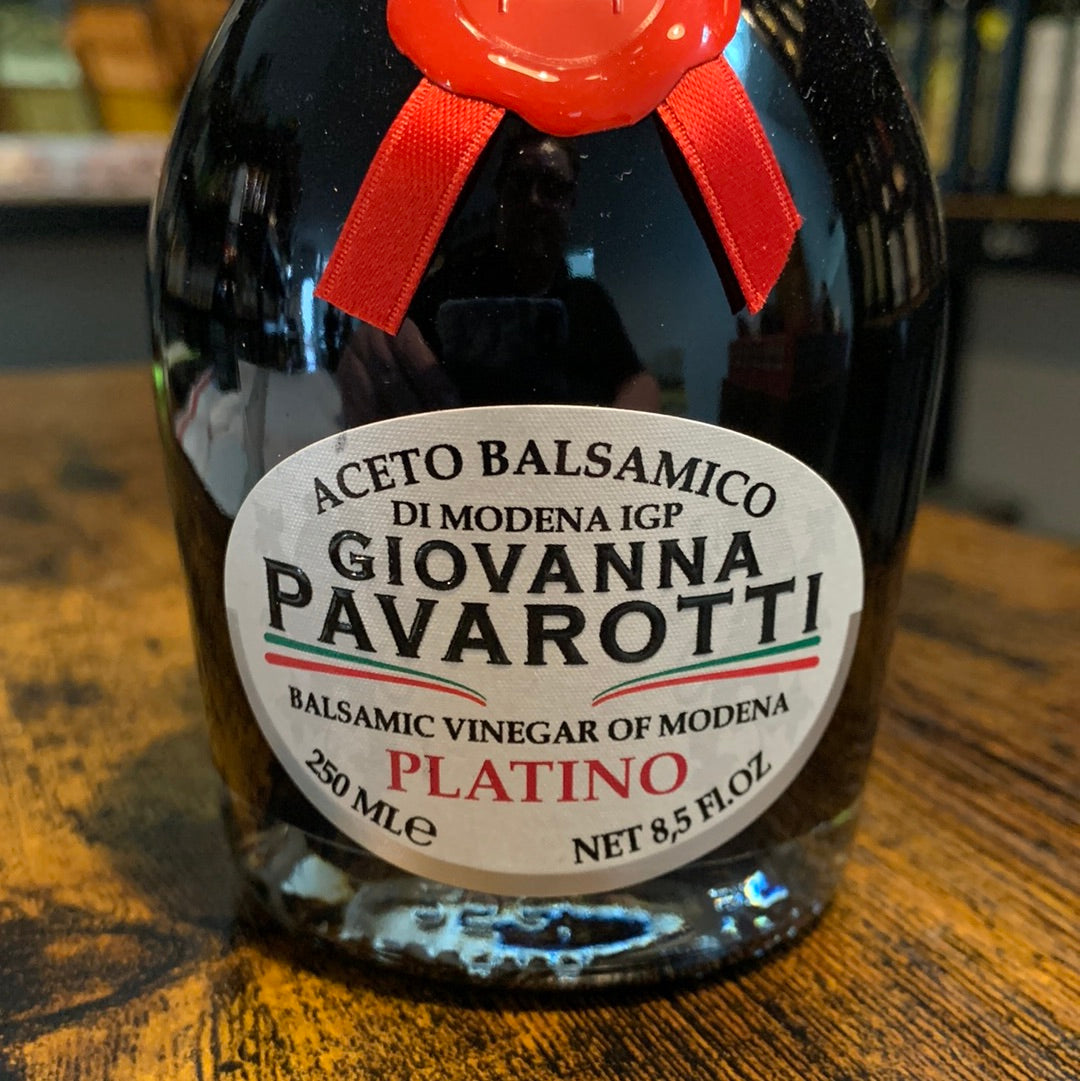 ACETO BALSAMICO
DI MODENA IGP
GIOVANNA
PAVAROTTI
BALSAMIC VINEGAR OF MODENA
PLATINO
250 ML℮
NET 8,5 Fl.OZ